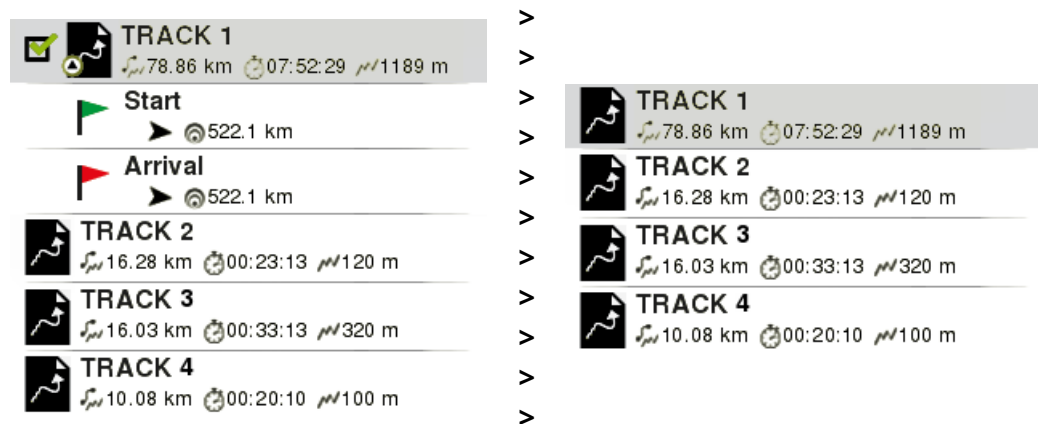 TRACK 1
78.86 km 07:52:29 1189 m
Start
522.1 km
Arrival
522.1 km
TRACK 2
16.28 km 00:23:13 120 m
TRACK 3
16.03 km 00:33:13 320 m
TRACK 4
10.08 km 00:20:10 100 m
>
>
>
>
>
>
>
>
>
>
>
TRACK 1
78.86 km 07:52:29 1189 m
TRACK 2
16.28 km 00:23:13 120 m
TRACK 3
16.03 km 00:33:13 320 m
TRACK 4
10.08 km 00:20:10 100 m